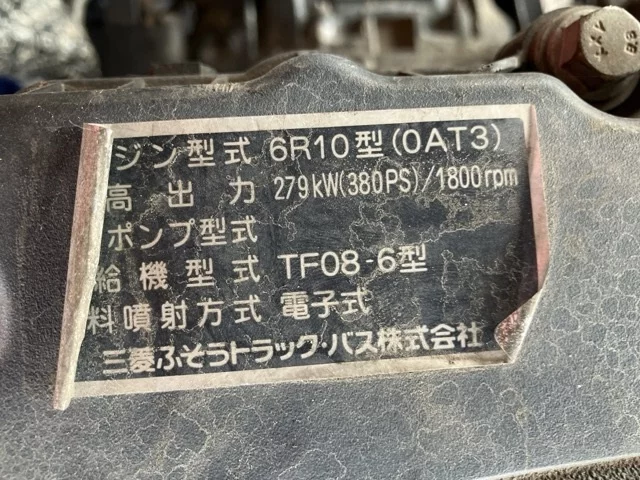 ジン型式 6R10型(0AT3)
高出力 279kW(380PS)/1800rpm
ポンプ型式
給機型式 TF08-6型
料噴射方式 電子式
三菱ふそうトラック・バス株式会社